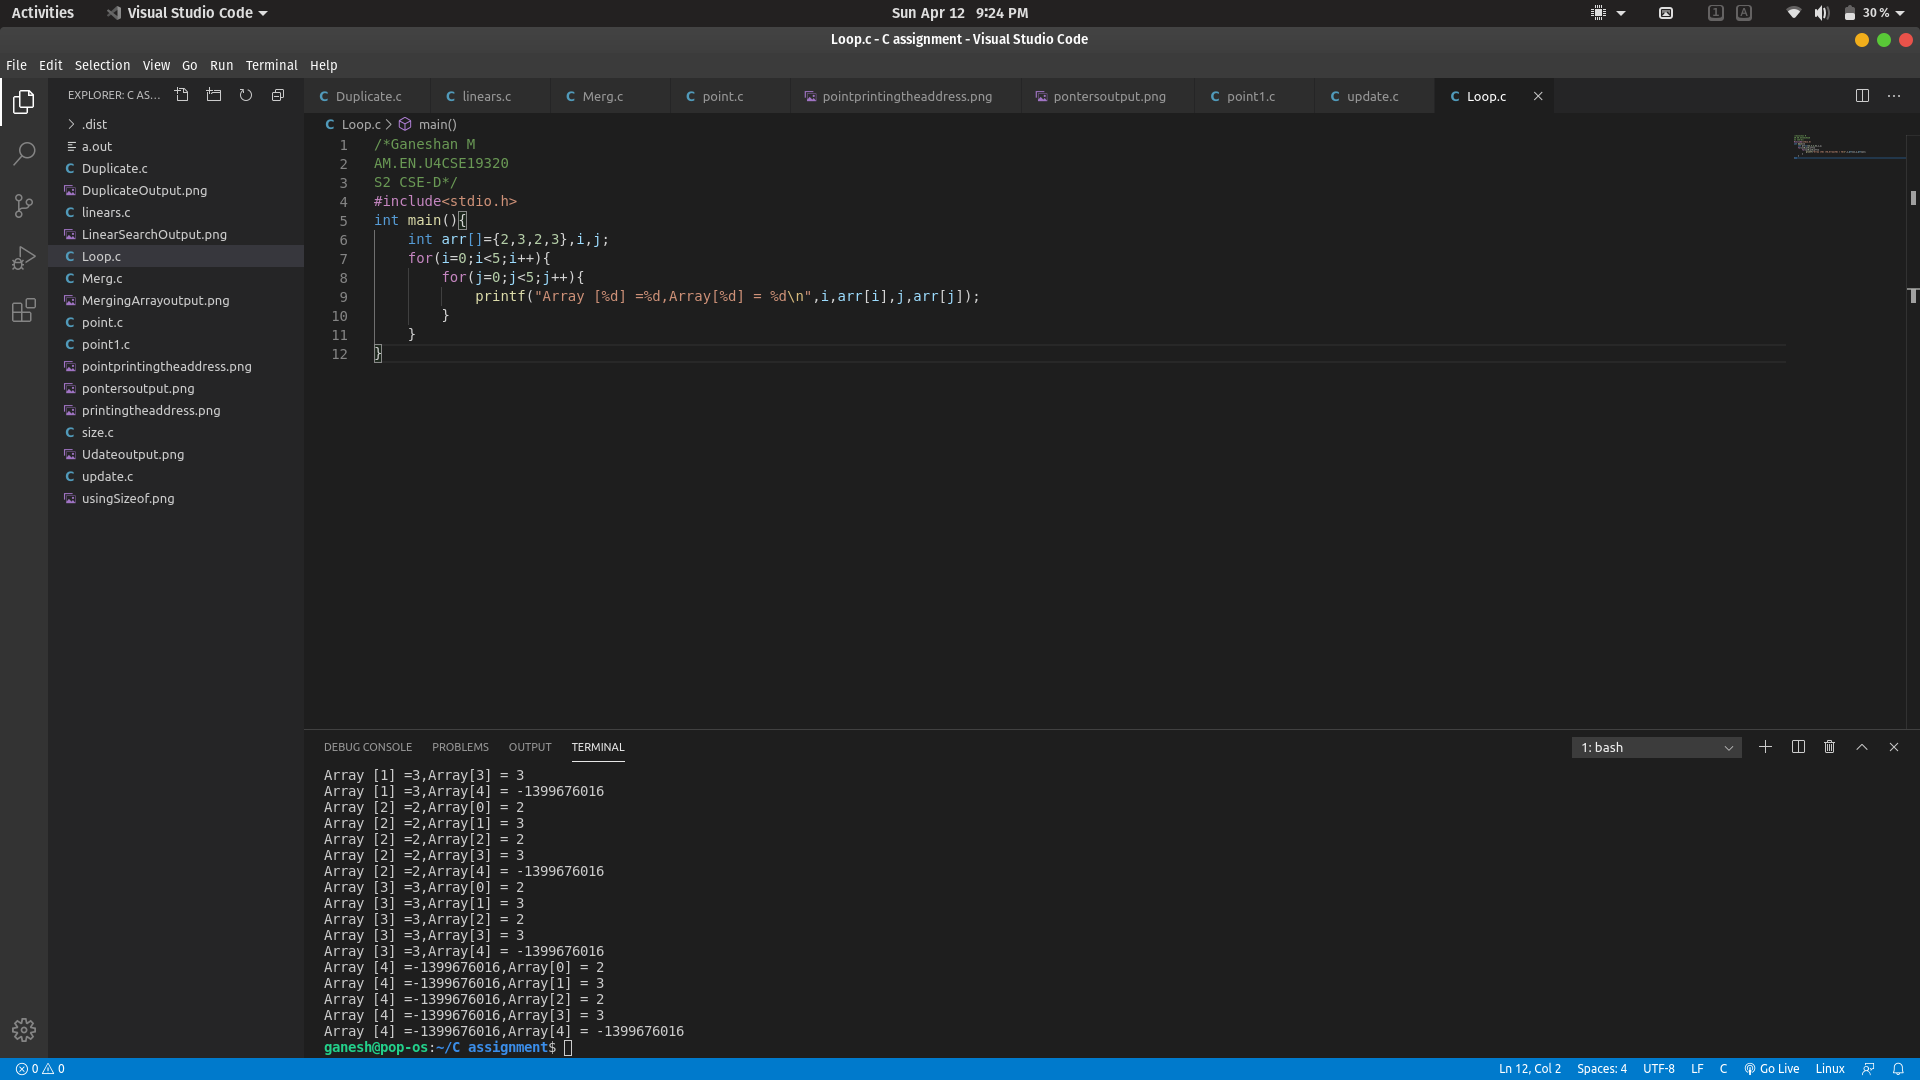 Activities Visual Studio Code Sun Apr 12 9:24 PM 1 A 30 %
Loop.c - C assignment - Visual Studio Code
File Edit Selection View Go Run Terminal Help
EXPLORER: C AS...
.dist
a.out
C Duplicate.c
DuplicateOutput.png
C linears.c
LinearSearchOutput.png
C Loop.c
C Merg.c
MergingArrayoutput.png
C point.c
C point1.c
pointprintingtheaddress.png
pontersoutput.png
printingtheaddress.png
C size.c
Udateoutput.png
C update.c
usingSizeof.png
C Duplicate.c C linears.c C Merg.c C point.c pointprintingtheaddress.png pontersoutput.png C point1.c C update.c C Loop.c
C Loop.c > main()
1 /*Ganeshan M
2 AM.EN.U4CSE19320
3 S2 CSE-D*/
4 #include<stdio.h>
5 int main(){
6 int arr[]={2,3,2,3},i,j;
7 for(i=0;i<5;i++){
8 for(j=0;j<5;j++){
9 printf("Array [%d] =%d,Array[%d] = %d\n",i,arr[i],j,arr[j]);
10 }
11 }
12 }
DEBUG CONSOLE PROBLEMS OUTPUT TERMINAL 1: bash
Array [1] =3,Array[3] = 3
Array [1] =3,Array[4] = -1399676016
Array [2] =2,Array[0] = 2
Array [2] =2,Array[1] = 3
Array [2] =2,Array[2] = 2
Array [2] =2,Array[3] = 3
Array [2] =2,Array[4] = -1399676016
Array [3] =3,Array[0] = 2
Array [3] =3,Array[1] = 3
Array [3] =3,Array[2] = 2
Array [3] =3,Array[3] = 3
Array [3] =3,Array[4] = -1399676016
Array [4] =-1399676016,Array[0] = 2
Array [4] =-1399676016,Array[1] = 3
Array [4] =-1399676016,Array[2] = 2
Array [4] =-1399676016,Array[3] = 3
Array [4] =-1399676016,Array[4] = -1399676016
ganesh@pop-os:~/C assignment$
0 0 Ln 12, Col 2 Spaces: 4 UTF-8 LF C Go Live Linux